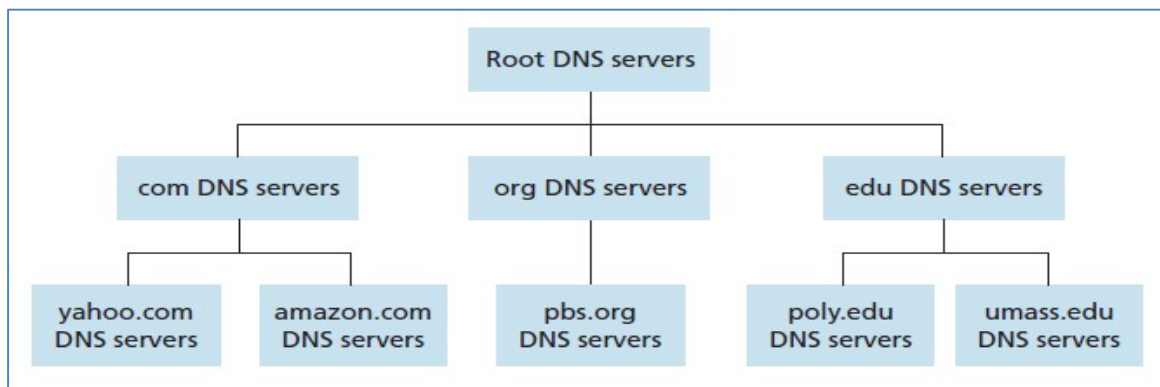 Root DNS servers
com DNS servers
org DNS servers
edu DNS servers
yahoo.com
DNS servers
amazon.com
DNS servers
pbs.org
DNS servers
poly.edu
DNS servers
umass.edu
DNS servers